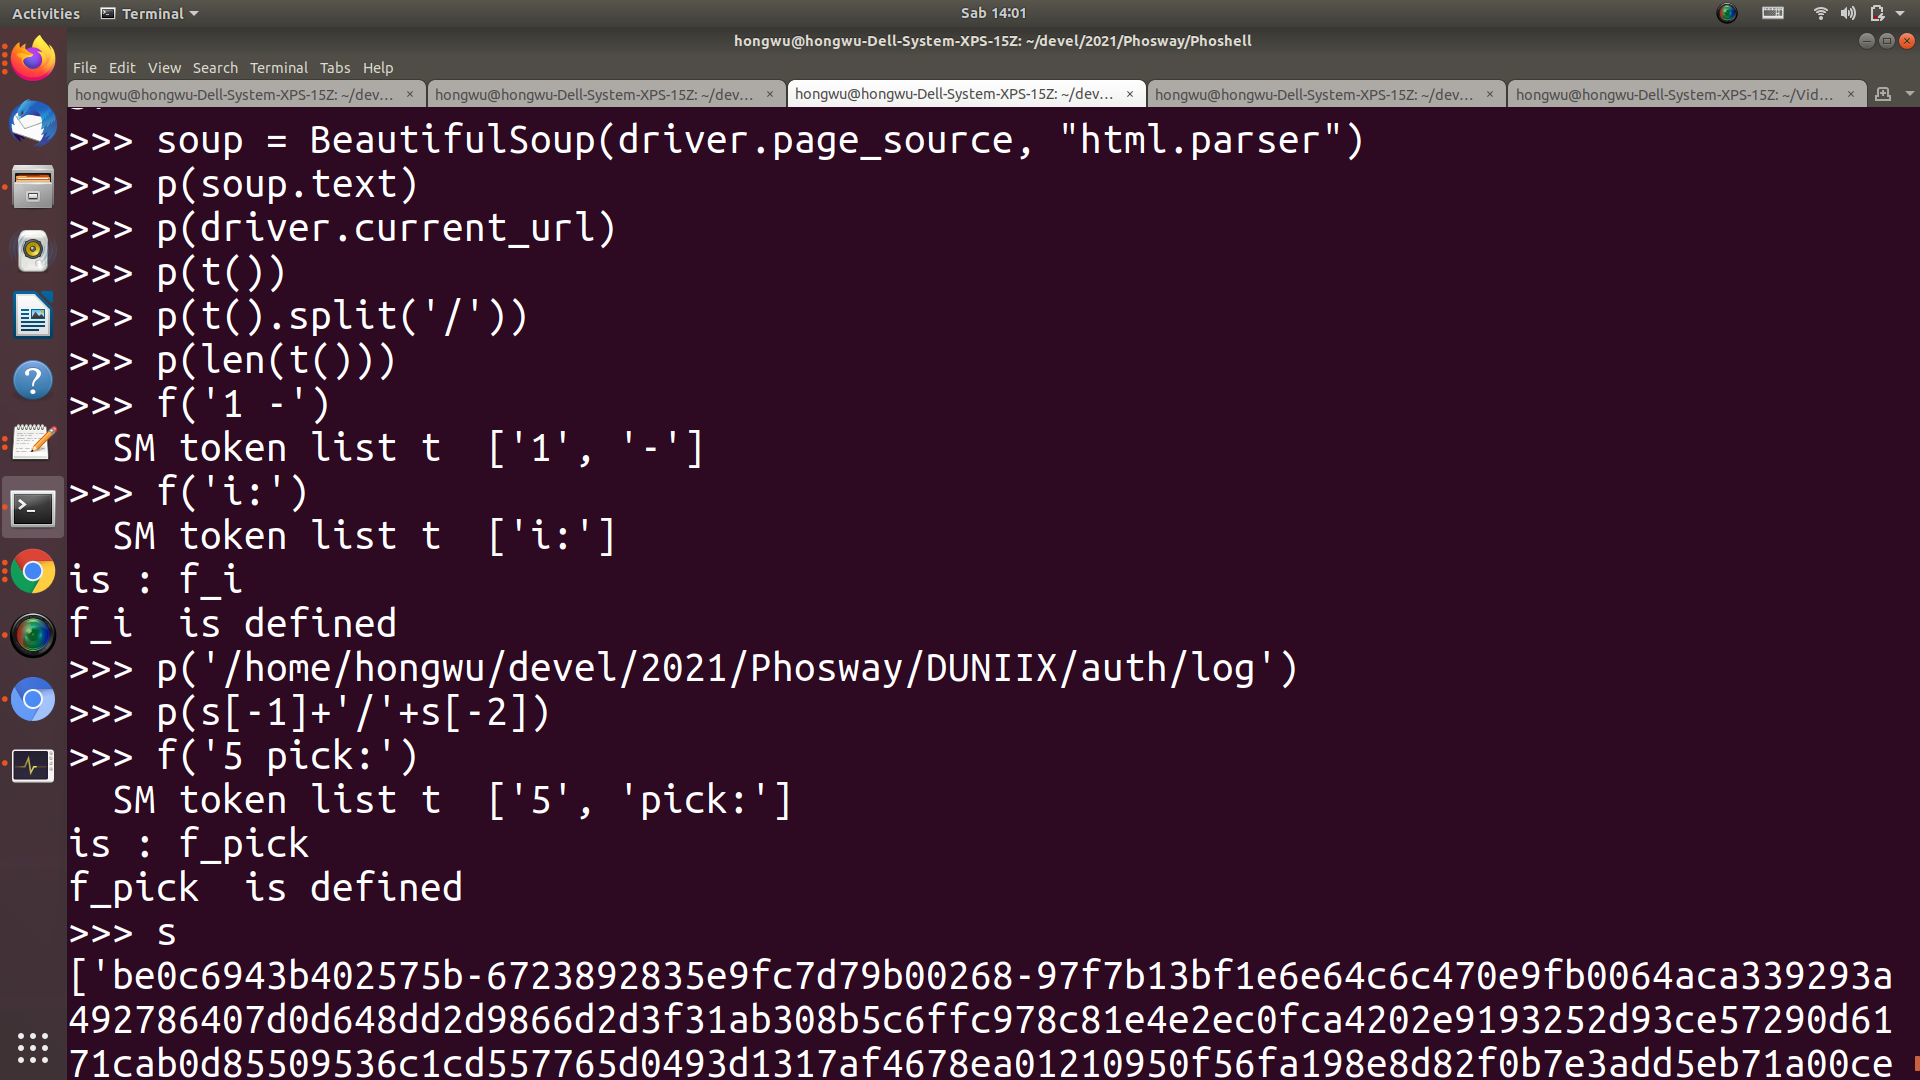 Activities
Terminal
Sab 14:01
hongwu@hongwu-Dell-System-XPS-15Z: ~/devel/2021/Phosway/Phoshell
File Edit View Search Terminal Tabs Help
hongwu@hongwu-Dell-System-XPS-15Z: ~/dev...
hongwu@hongwu-Dell-System-XPS-15Z: ~/dev...
hongwu@hongwu-Dell-System-XPS-15Z: ~/dev...
hongwu@hongwu-Dell-System-XPS-15Z: ~/dev...
hongwu@hongwu-Dell-System-XPS-15Z: ~/Vid...
>>> soup = BeautifulSoup(driver.page_source, "html.parser")
>>> p(soup.text)
>>> p(driver.current_url)
>>> p(t())
>>> p(t().split('/'))
>>> p(len(t()))
>>> f('1 -')
  SM token list t  ['1', '-']
>>> f('i:')
  SM token list t  ['i:']
is : f_i
f_i  is defined
>>> p('/home/hongwu/devel/2021/Phosway/DUNIIX/auth/log')
>>> p(s[-1]+'/'+s[-2])
>>> f('5 pick:')
  SM token list t  ['5', 'pick:']
is : f_pick
f_pick  is defined
>>> s
['be0c6943b402575b-6723892835e9fc7d79b00268-97f7b13bf1e6e64c6c470e9fb0064aca339293a
492786407d0d648dd2d9866d2d3f31ab308b5c6ffc978c81e4e2ec0fca4202e9193252d93ce57290d61
71cab0d85509536c1cd557765d0493d1317af4678ea01210950f56fa198e8d82f0b7e3add5eb71a00ce